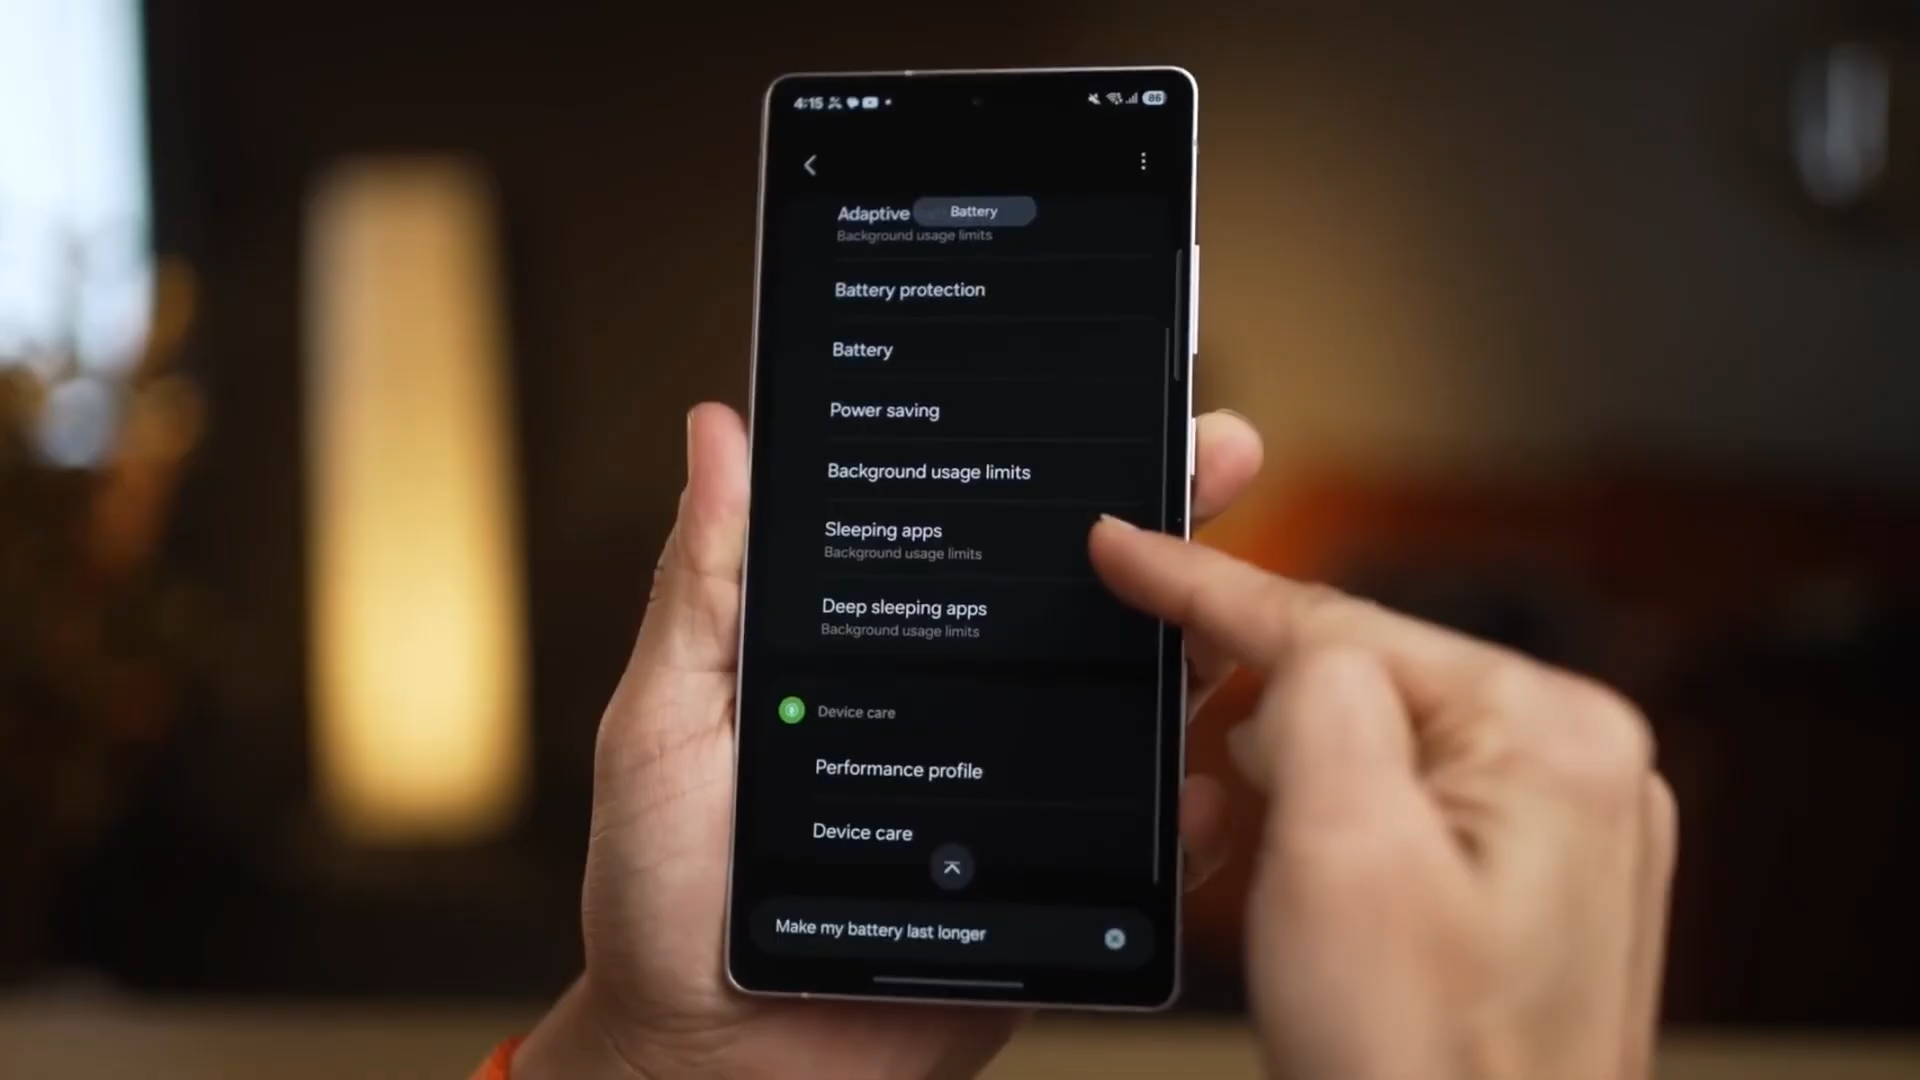 4:15
86
Battery
Adaptive
Background usage limits
Battery protection
Battery
Power saving
Background usage limits
Sleeping apps
Background usage limits
Deep sleeping apps
Background usage limits
Device care
Performance profile
Device care
Make my battery last longer